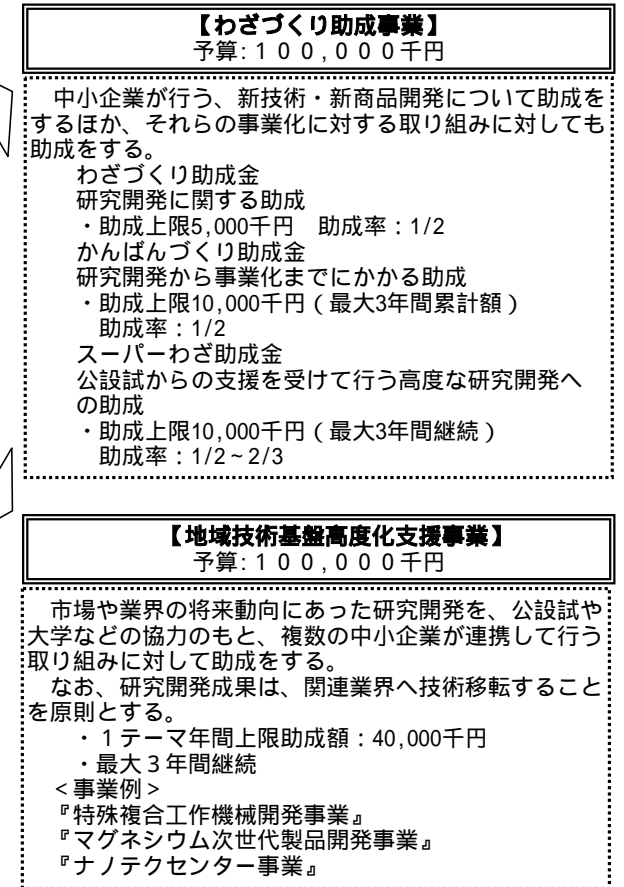 【わざづくり助成事業】
予算:100,000千円
中小企業が行う、新技術・新商品開発について助成を
するほか、それらの事業化に対する取り組みに対しても
助成をする。
わざづくり助成金
研究開発に関する助成
・助成上限5,000千円　助成率：1/2
かんばんづくり助成金
研究開発から事業化までにかかる助成
・助成上限10,000千円（最大3年間累計額）
助成率：1/2
スーパーわざ助成金
公設試からの支援を受けて行う高度な研究開発へ
の助成
・助成上限10,000千円（最大3年間継続）
助成率：1/2～2/3
【地域技術基盤高度化支援事業】
予算:100,000千円
市場や業界の将来動向にあった研究開発を、公設試や
大学などの協力のもと、複数の中小企業が連携して行う
取り組みに対して助成をする。
なお、研究開発成果は、関連業界へ技術移転すること
を原則とする。
・１テーマ年間上限助成額：40,000千円
・最大３年間継続
＜事業例＞
『特殊複合工作機械開発事業』
『マグネシウム次世代製品開発事業』
『ナノテクセンター事業』